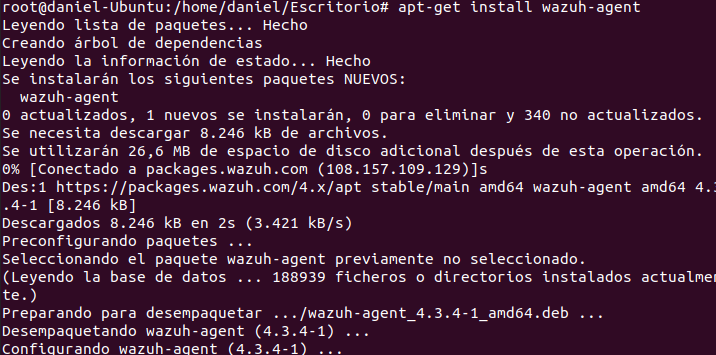 root@daniel-Ubuntu:/home/daniel/Escritorio# apt-get install wazuh-agent
Leyendo lista de paquetes... Hecho
Creando árbol de dependencias
Leyendo la información de estado... Hecho
Se instalarán los siguientes paquetes NUEVOS:
  wazuh-agent
0 actualizados, 1 nuevos se instalarán, 0 para eliminar y 340 no actualizados.
Se necesita descargar 8.246 kB de archivos.
Se utilizarán 26,6 MB de espacio de disco adicional después de esta operación.
0% [Conectado a packages.wazuh.com (108.157.109.129)]s
Des:1 https://packages.wazuh.com/4.x/apt stable/main amd64 wazuh-agent amd64 4.3
.4-1 [8.246 kB]
Descargados 8.246 kB en 2s (3.421 kB/s)
Preconfigurando paquetes ...
Seleccionando el paquete wazuh-agent previamente no seleccionado.
(Leyendo la base de datos ... 188939 ficheros o directorios instalados actualmen
te.)
Preparando para desempaquetar .../wazuh-agent_4.3.4-1_amd64.deb ...
Desempaquetando wazuh-agent (4.3.4-1) ...
Configurando wazuh-agent (4.3.4-1) ...